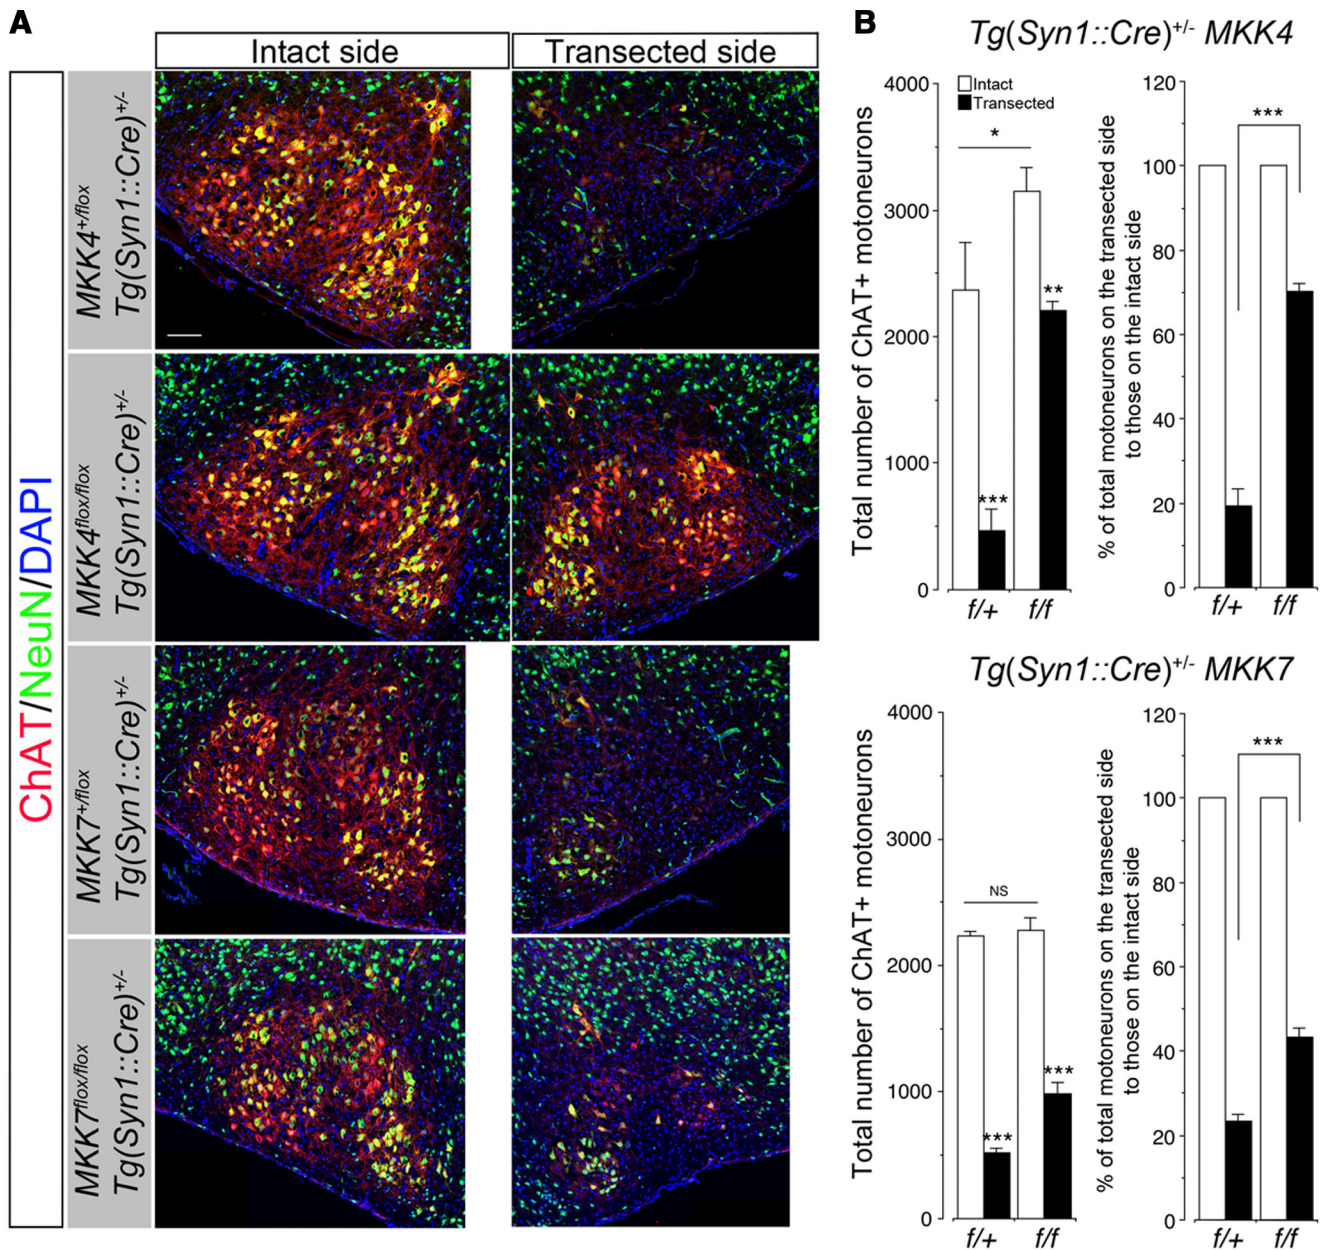 A
Intact side
Transected side
ChAT/NeuN/DAPI
MKK4+/flox
Tg(Syn1::Cre)+/-
MKK4flox/flox
Tg(Syn1::Cre)+/-
MKK7+/flox
Tg(Syn1::Cre)+/-
MKK7flox/flox
Tg(Syn1::Cre)+/-
B
Tg(Syn1::Cre)+/- MKK4
Total number of ChAT+ motoneurons
4000
3000
2000
1000
0
Intact
Transected
*
***
**
f/+
f/f
% of total motoneurons on the transected side
to those on the intact side
120
100
80
60
40
20
0
***
f/+
f/f
Tg(Syn1::Cre)+/- MKK7
Total number of ChAT+ motoneurons
4000
3000
2000
1000
0
NS
***
***
f/+
f/f
% of total motoneurons on the transected side
to those on the intact side
120
100
80
60
40
20
0
***
f/+
f/f